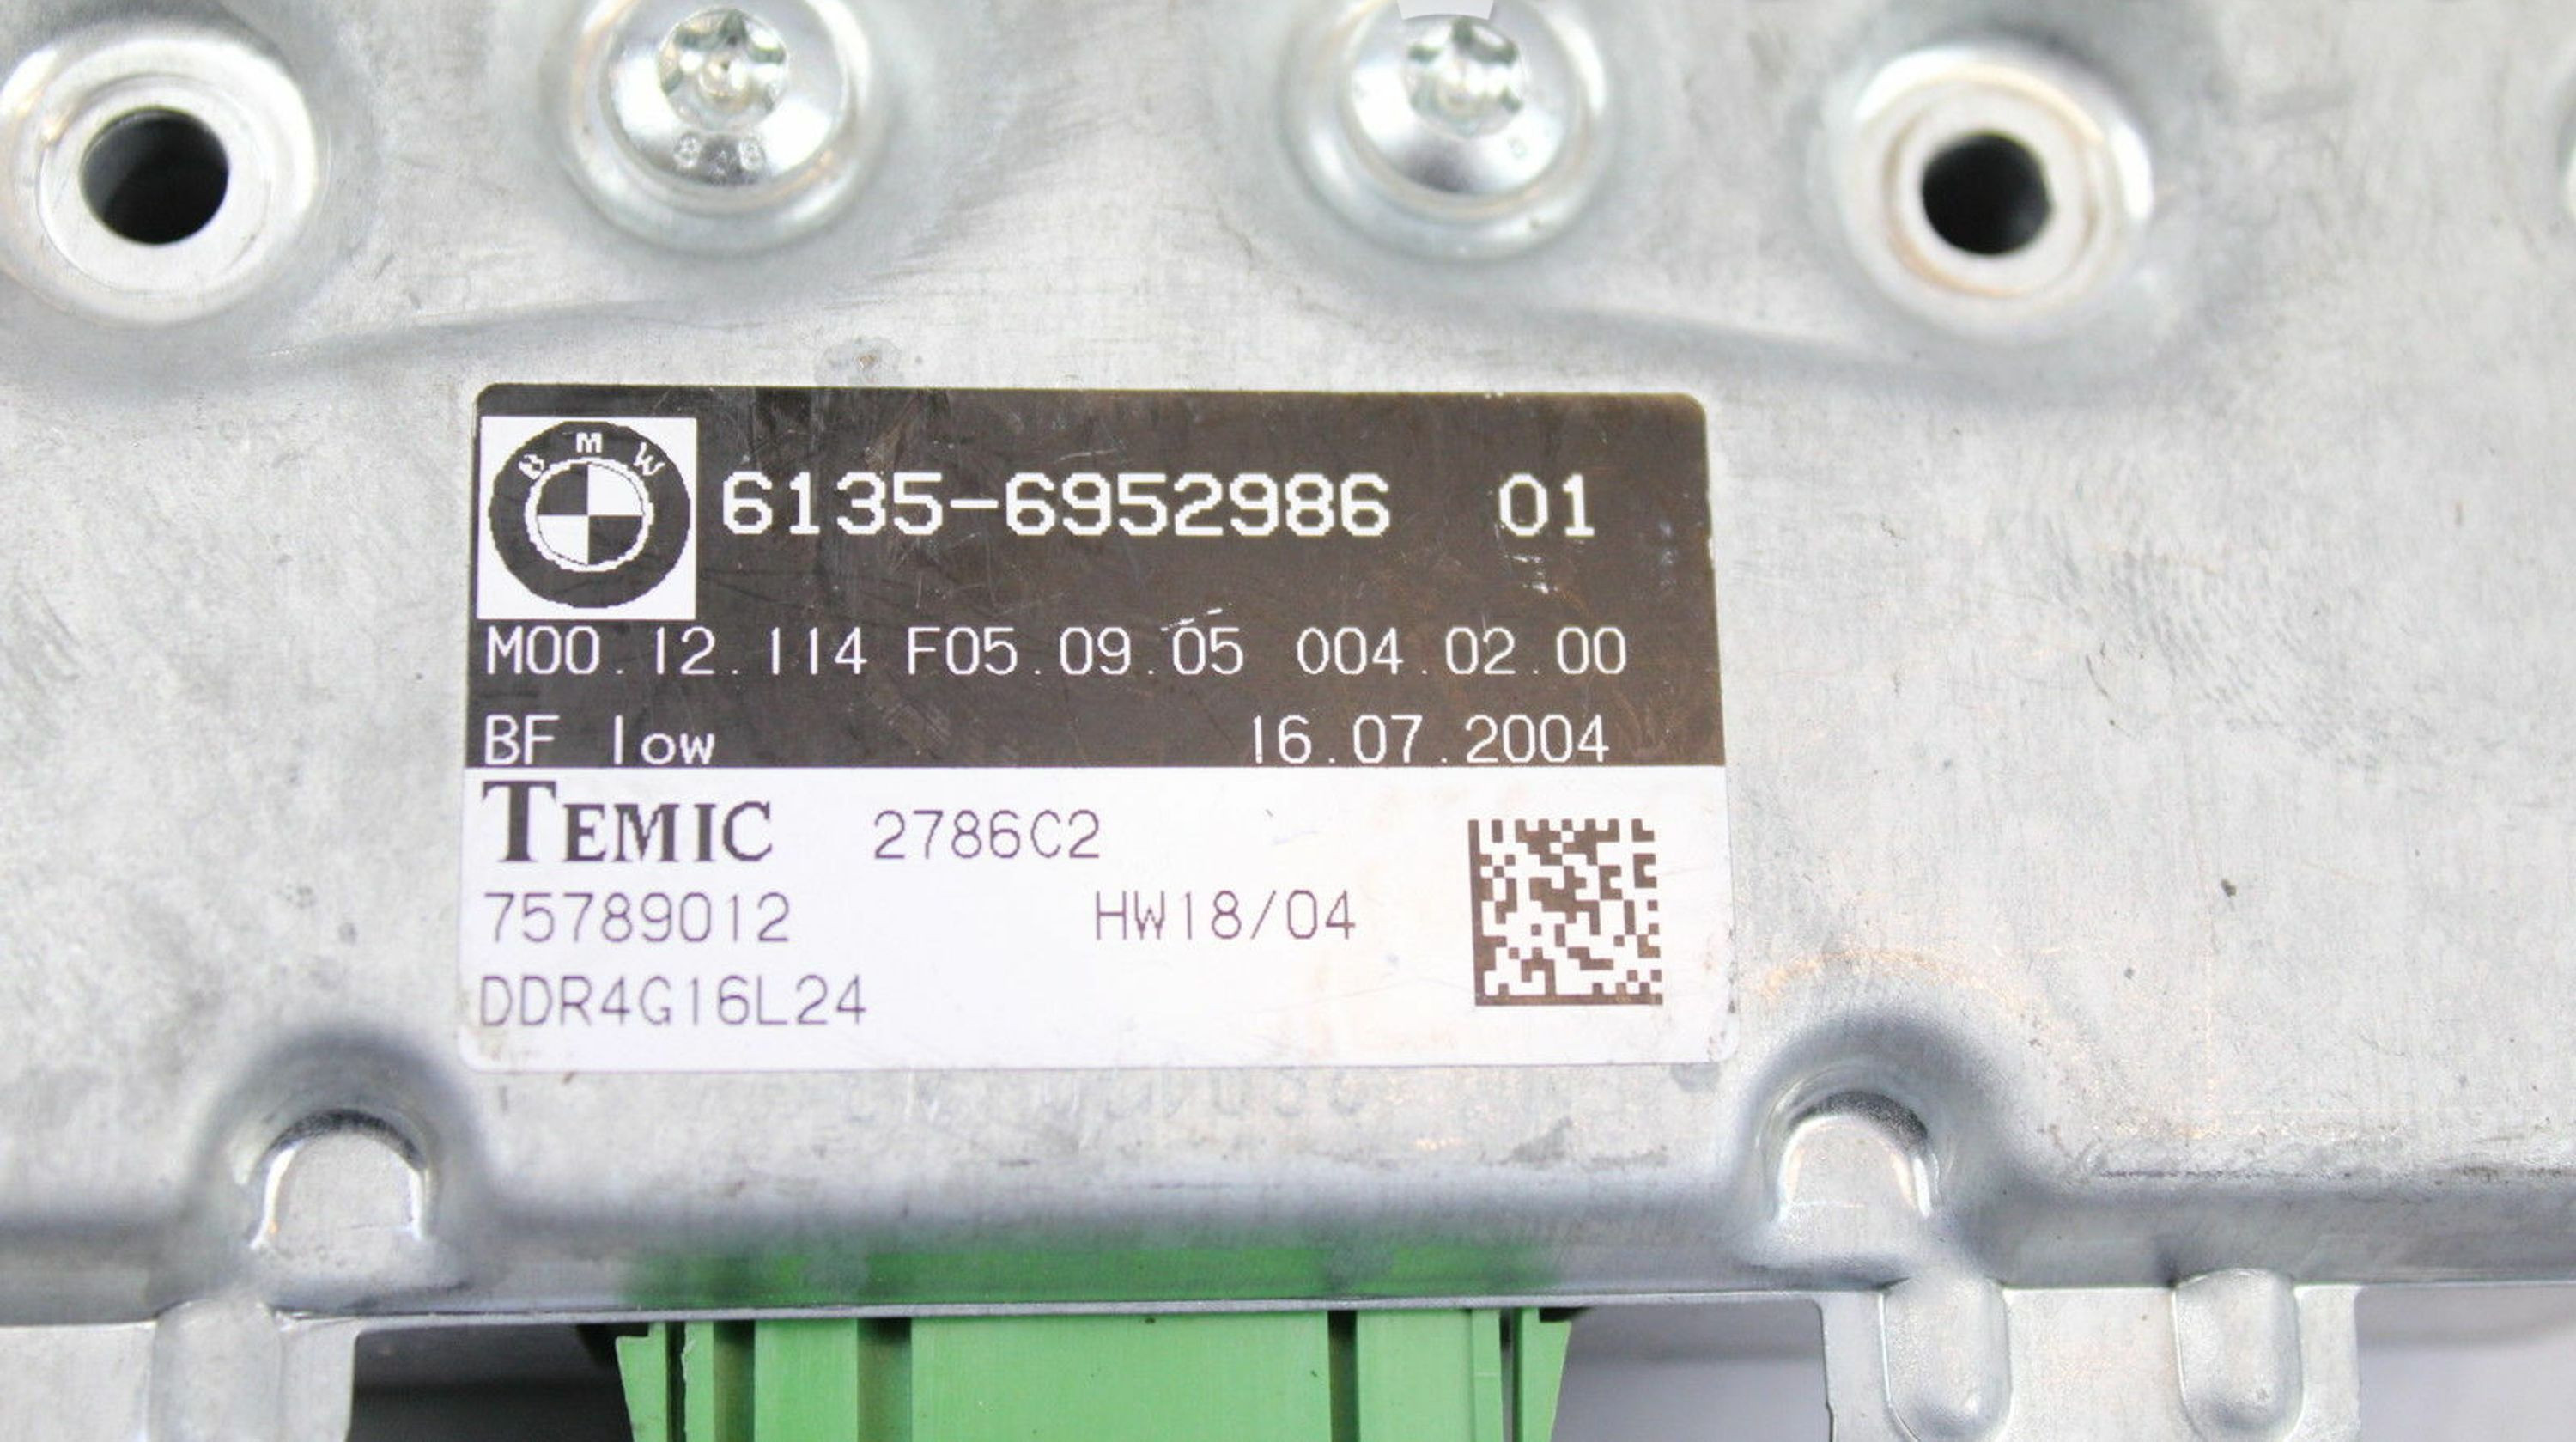 848
BMW
6135-6952986 01
M00.12.114 F05.09.05 004.02.00
BF low 16.07.2004
TEMIC 2786C2
75789012 HW18/04
DDR4G16L24